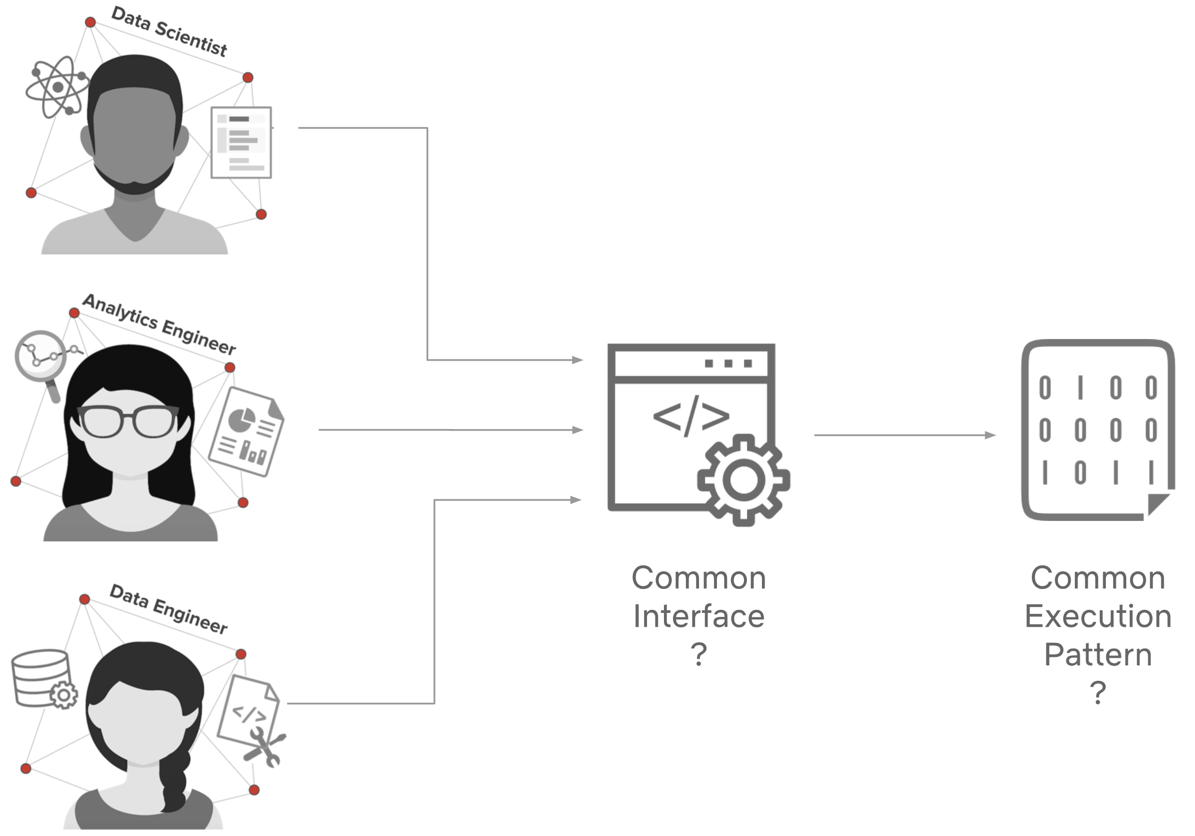 Data Scientist
Analytics Engineer
</>
Data Engineer
</>
Common
Interface
?
0 1 0 0
0 0 0 0
1 0 1 1
Common
Execution
Pattern
?